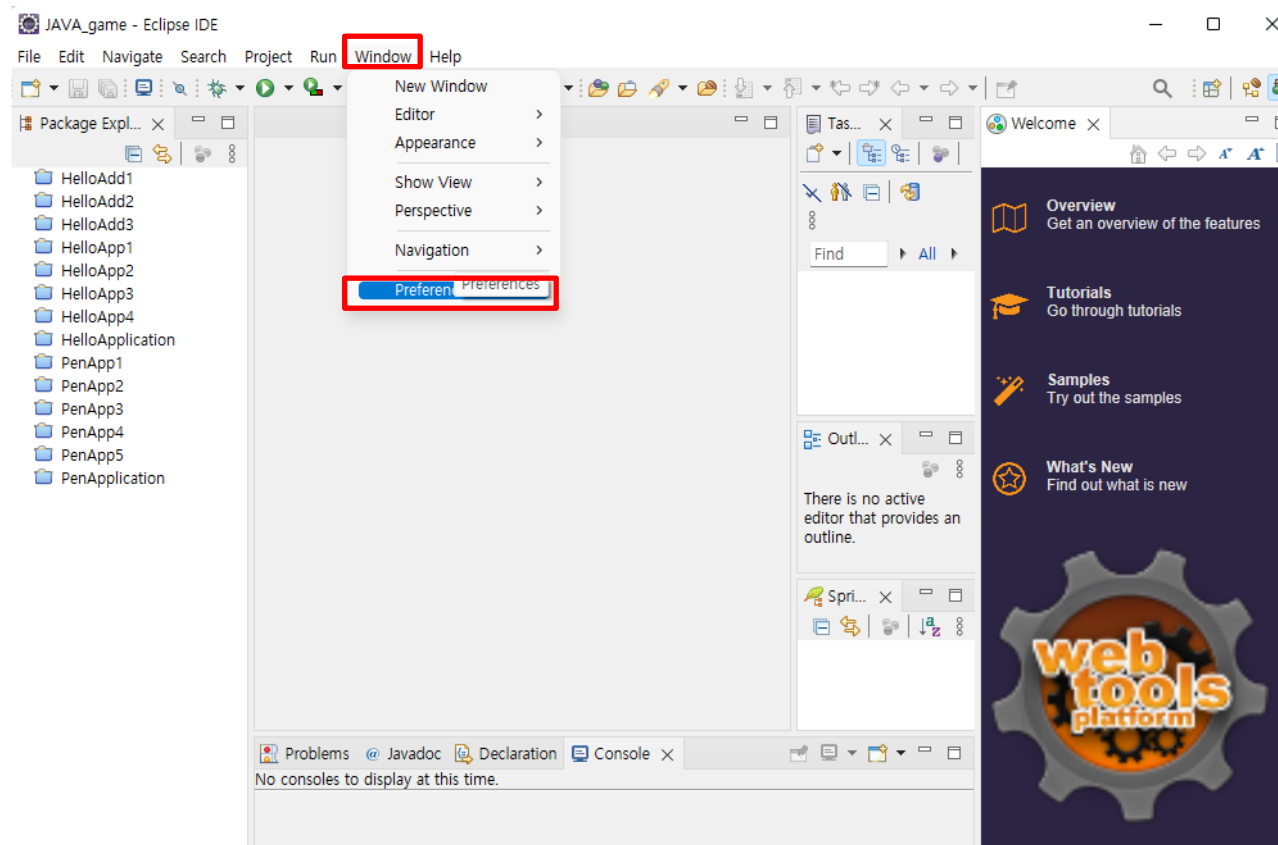 JAVA_game - Eclipse IDE
File Edit Navigate Search Project Run Window Help
New Window
Editor
Appearance
Show View
Perspective
Navigation
Preferences
Package Expl...
HelloAdd1
HelloAdd2
HelloAdd3
HelloApp1
HelloApp2
HelloApp3
HelloApp4
HelloApplication
PenApp1
PenApp2
PenApp3
PenApp4
PenApp5
PenApplication
Tas...
Find All
Outl...
There is no active
editor that provides an
outline.
Spri...
Welcome
Overview
Get an overview of the features
Tutorials
Go through tutorials
Samples
Try out the samples
What's New
Find out what is new
web
tools
platform
Problems @ Javadoc Declaration Console
No consoles to display at this time.